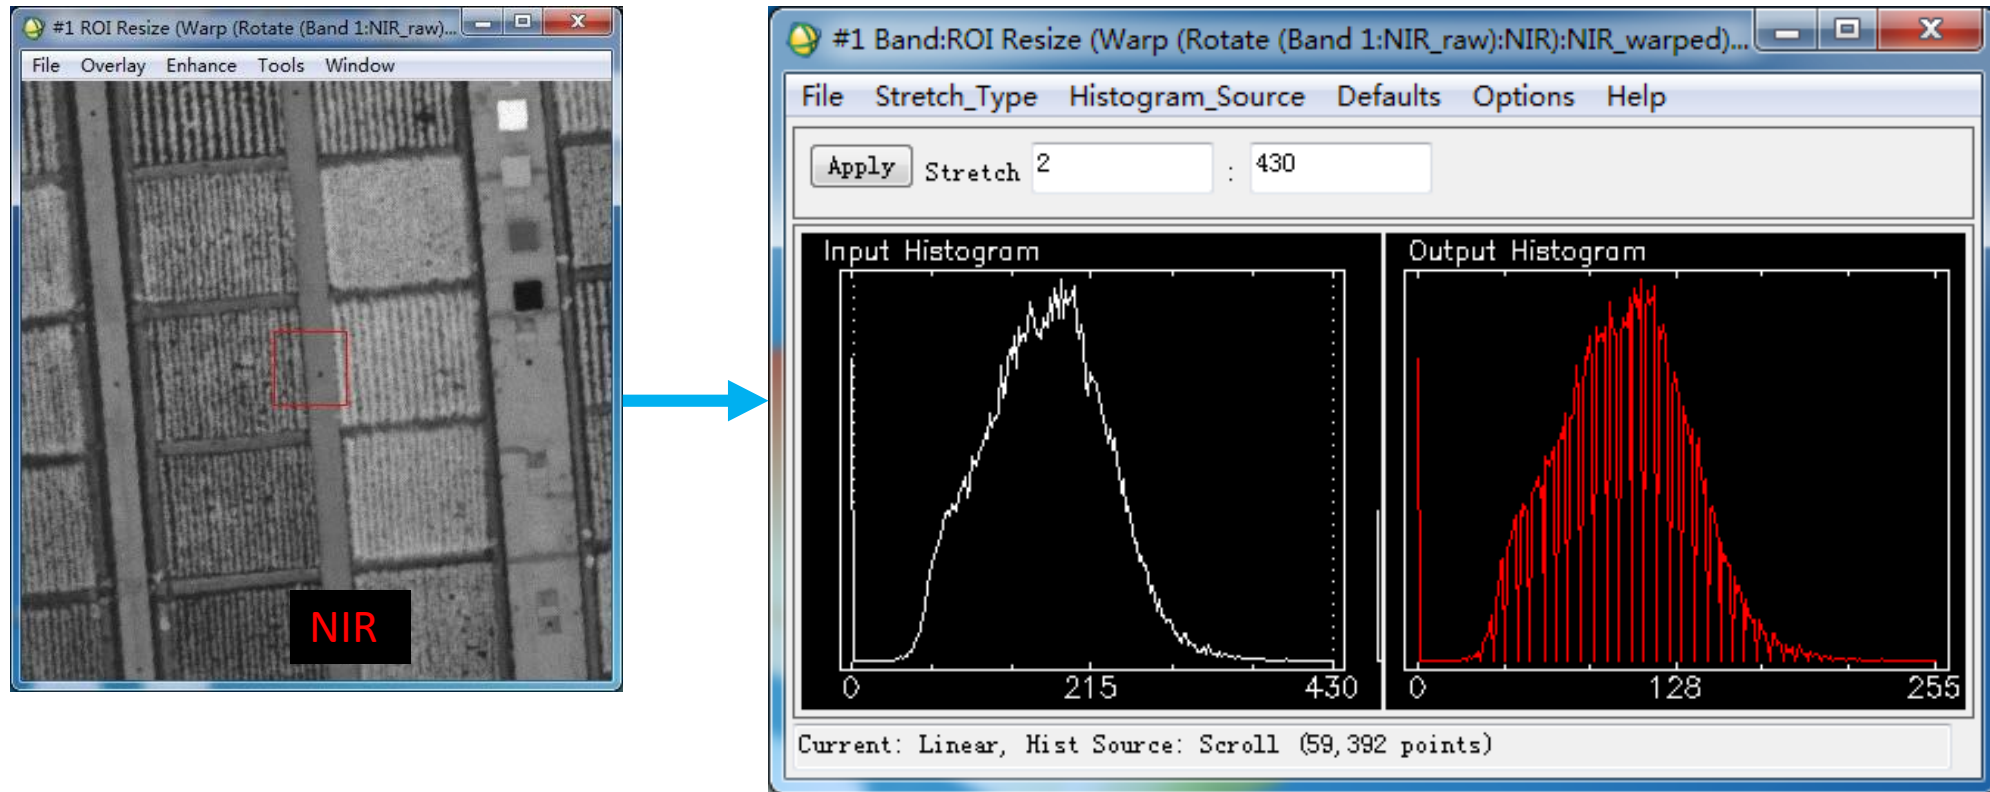 #1 ROI Resize (Warp (Rotate (Band 1:NIR_raw)...
File Overlay Enhance Tools Window
NIR
#1 Band:ROI Resize (Warp (Rotate (Band 1:NIR_raw):NIR):NIR_warped)...
File Stretch_Type Histogram_Source Defaults Options Help
Apply Stretch 2 : 430
Input Histogram
0 215 430
Output Histogram
0 128 255
Current: Linear, Hist Source: Scroll (59,392 points)